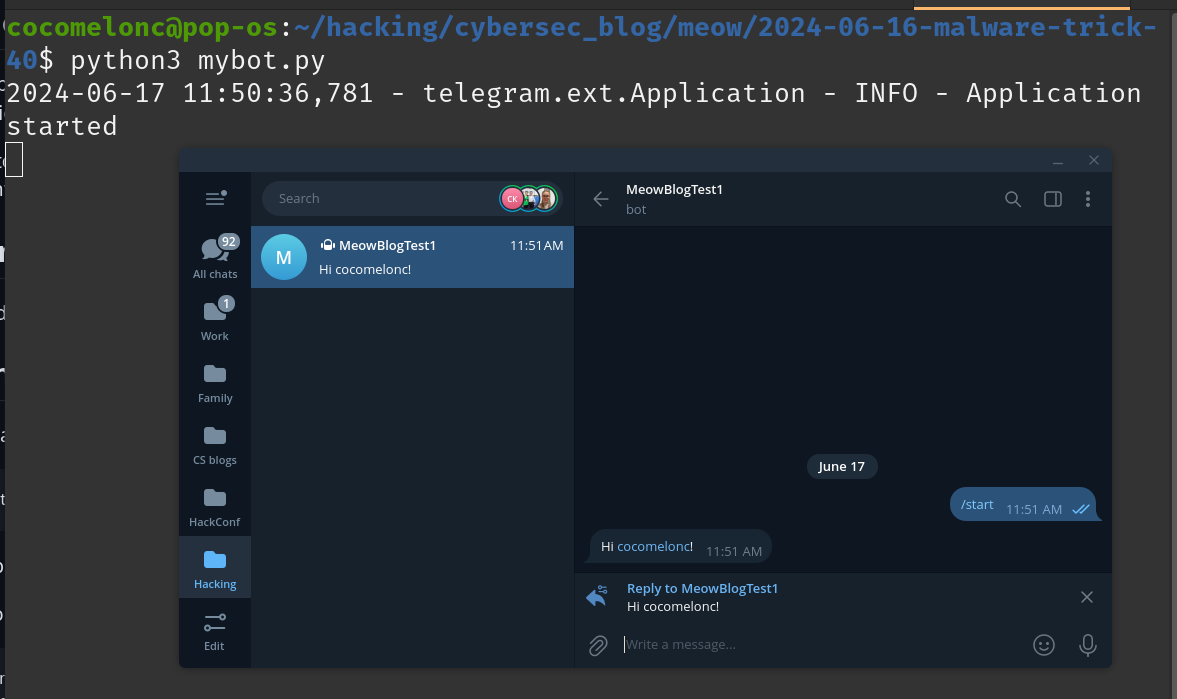 cocomelonc@pop-os:~/hacking/cybersec_blog/meow/2024-06-16-malware-trick-
40$ python3 mybot.py
2024-06-17 11:50:36,781 - telegram.ext.Application - INFO - Application
started
Search
CK
92
All chats
1
Work
Family
CS blogs
HackConf
Hacking
Edit
M
MeowBlogTest1 11:51 AM
Hi cocomelonc!
MeowBlogTest1
bot
June 17
/start 11:51 AM
Hi cocomelonc! 11:51 AM
Reply to MeowBlogTest1
Hi cocomelonc!
Write a message...